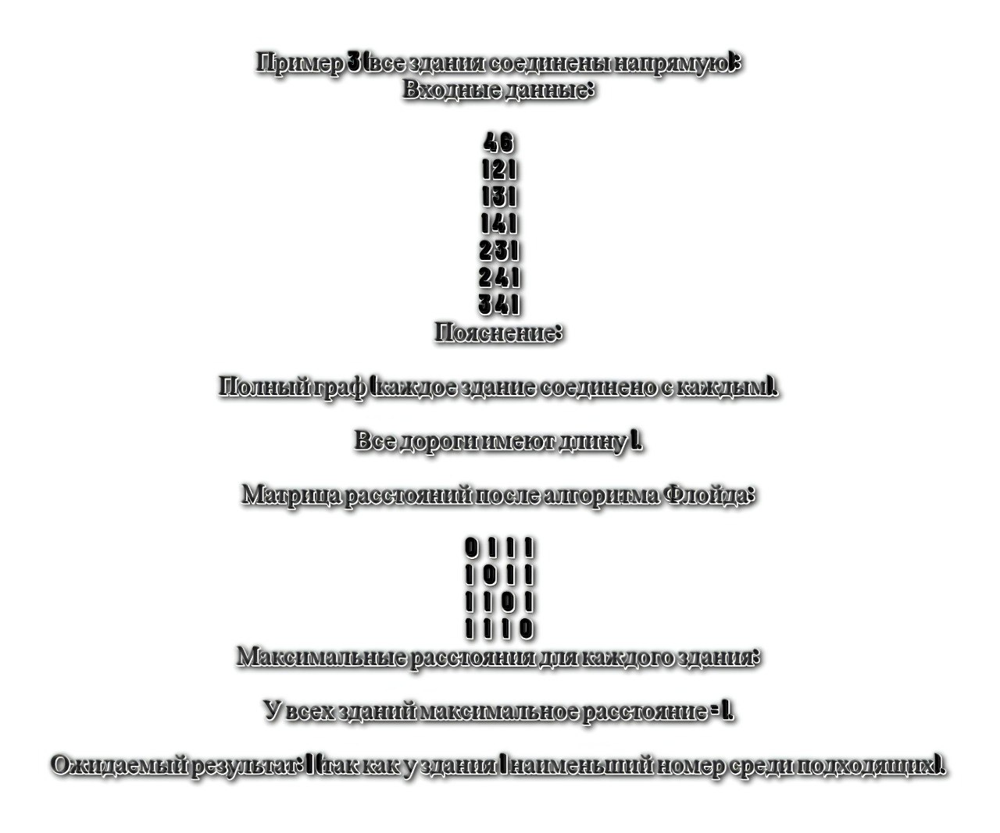 Пример 3 (все здания соединены напрямую):
Входные данные:
4 6
1 2 1
1 3 1
1 4 1
2 3 1
2 4 1
3 4 1
Пояснение:
Полный граф (каждое здание соединено с каждым).
Все дороги имеют длину 1.
Матрица расстояний после алгоритма Флойда:
0 1 1 1
1 0 1 1
1 1 0 1
1 1 1 0
Максимальные расстояния для каждого здания:
У всех зданий максимальное расстояние = 1.
Ожидаемый результат: 1 (так как у здания 1 наименьший номер среди подходящих).